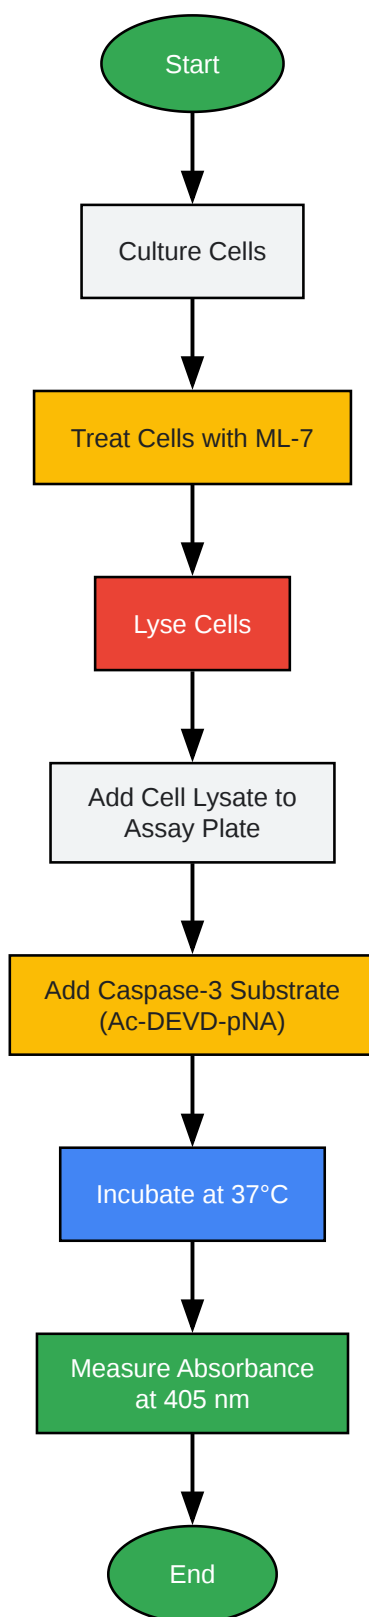 Start
Culture Cells
Treat Cells with ML-7
Lyse Cells
Add Cell Lysate to
Assay Plate
Add Caspase-3 Substrate
(Ac-DEVD-pNA)
Incubate at 37°C
Measure Absorbance
at 405 nm
End